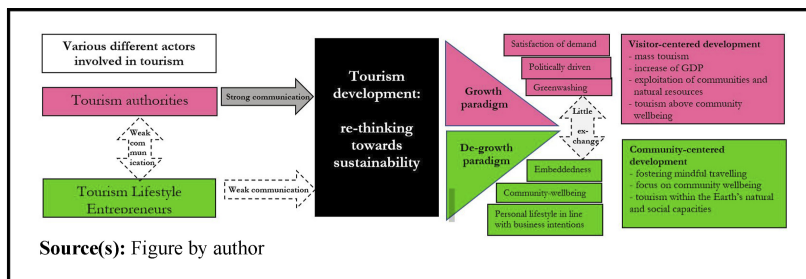 Various different actors
involved in tourism
Tourism authorities
Weak
com
mun
ication
Tourism Lifestyle
Entrepreneurs
Strong communication
Weak communication
Tourism
development:
re-thinking
towards
sustainability
Growth
paradigm
De-growth
paradigm
Satisfaction of demand
Politically driven
Greenwashing
Little
ex-
change
Embeddedness
Community-wellbeing
Personal lifestyle in line
with business intentions
Visitor-centered development
- mass tourism
- increase of GDP
- exploitation of communities and
natural resources
- tourism above community
wellbeing
Community-centered
development
- fostering mindful travelling
- focus on community wellbeing
- tourism within the Earth's natural
and social capacities
Source(s): Figure by author